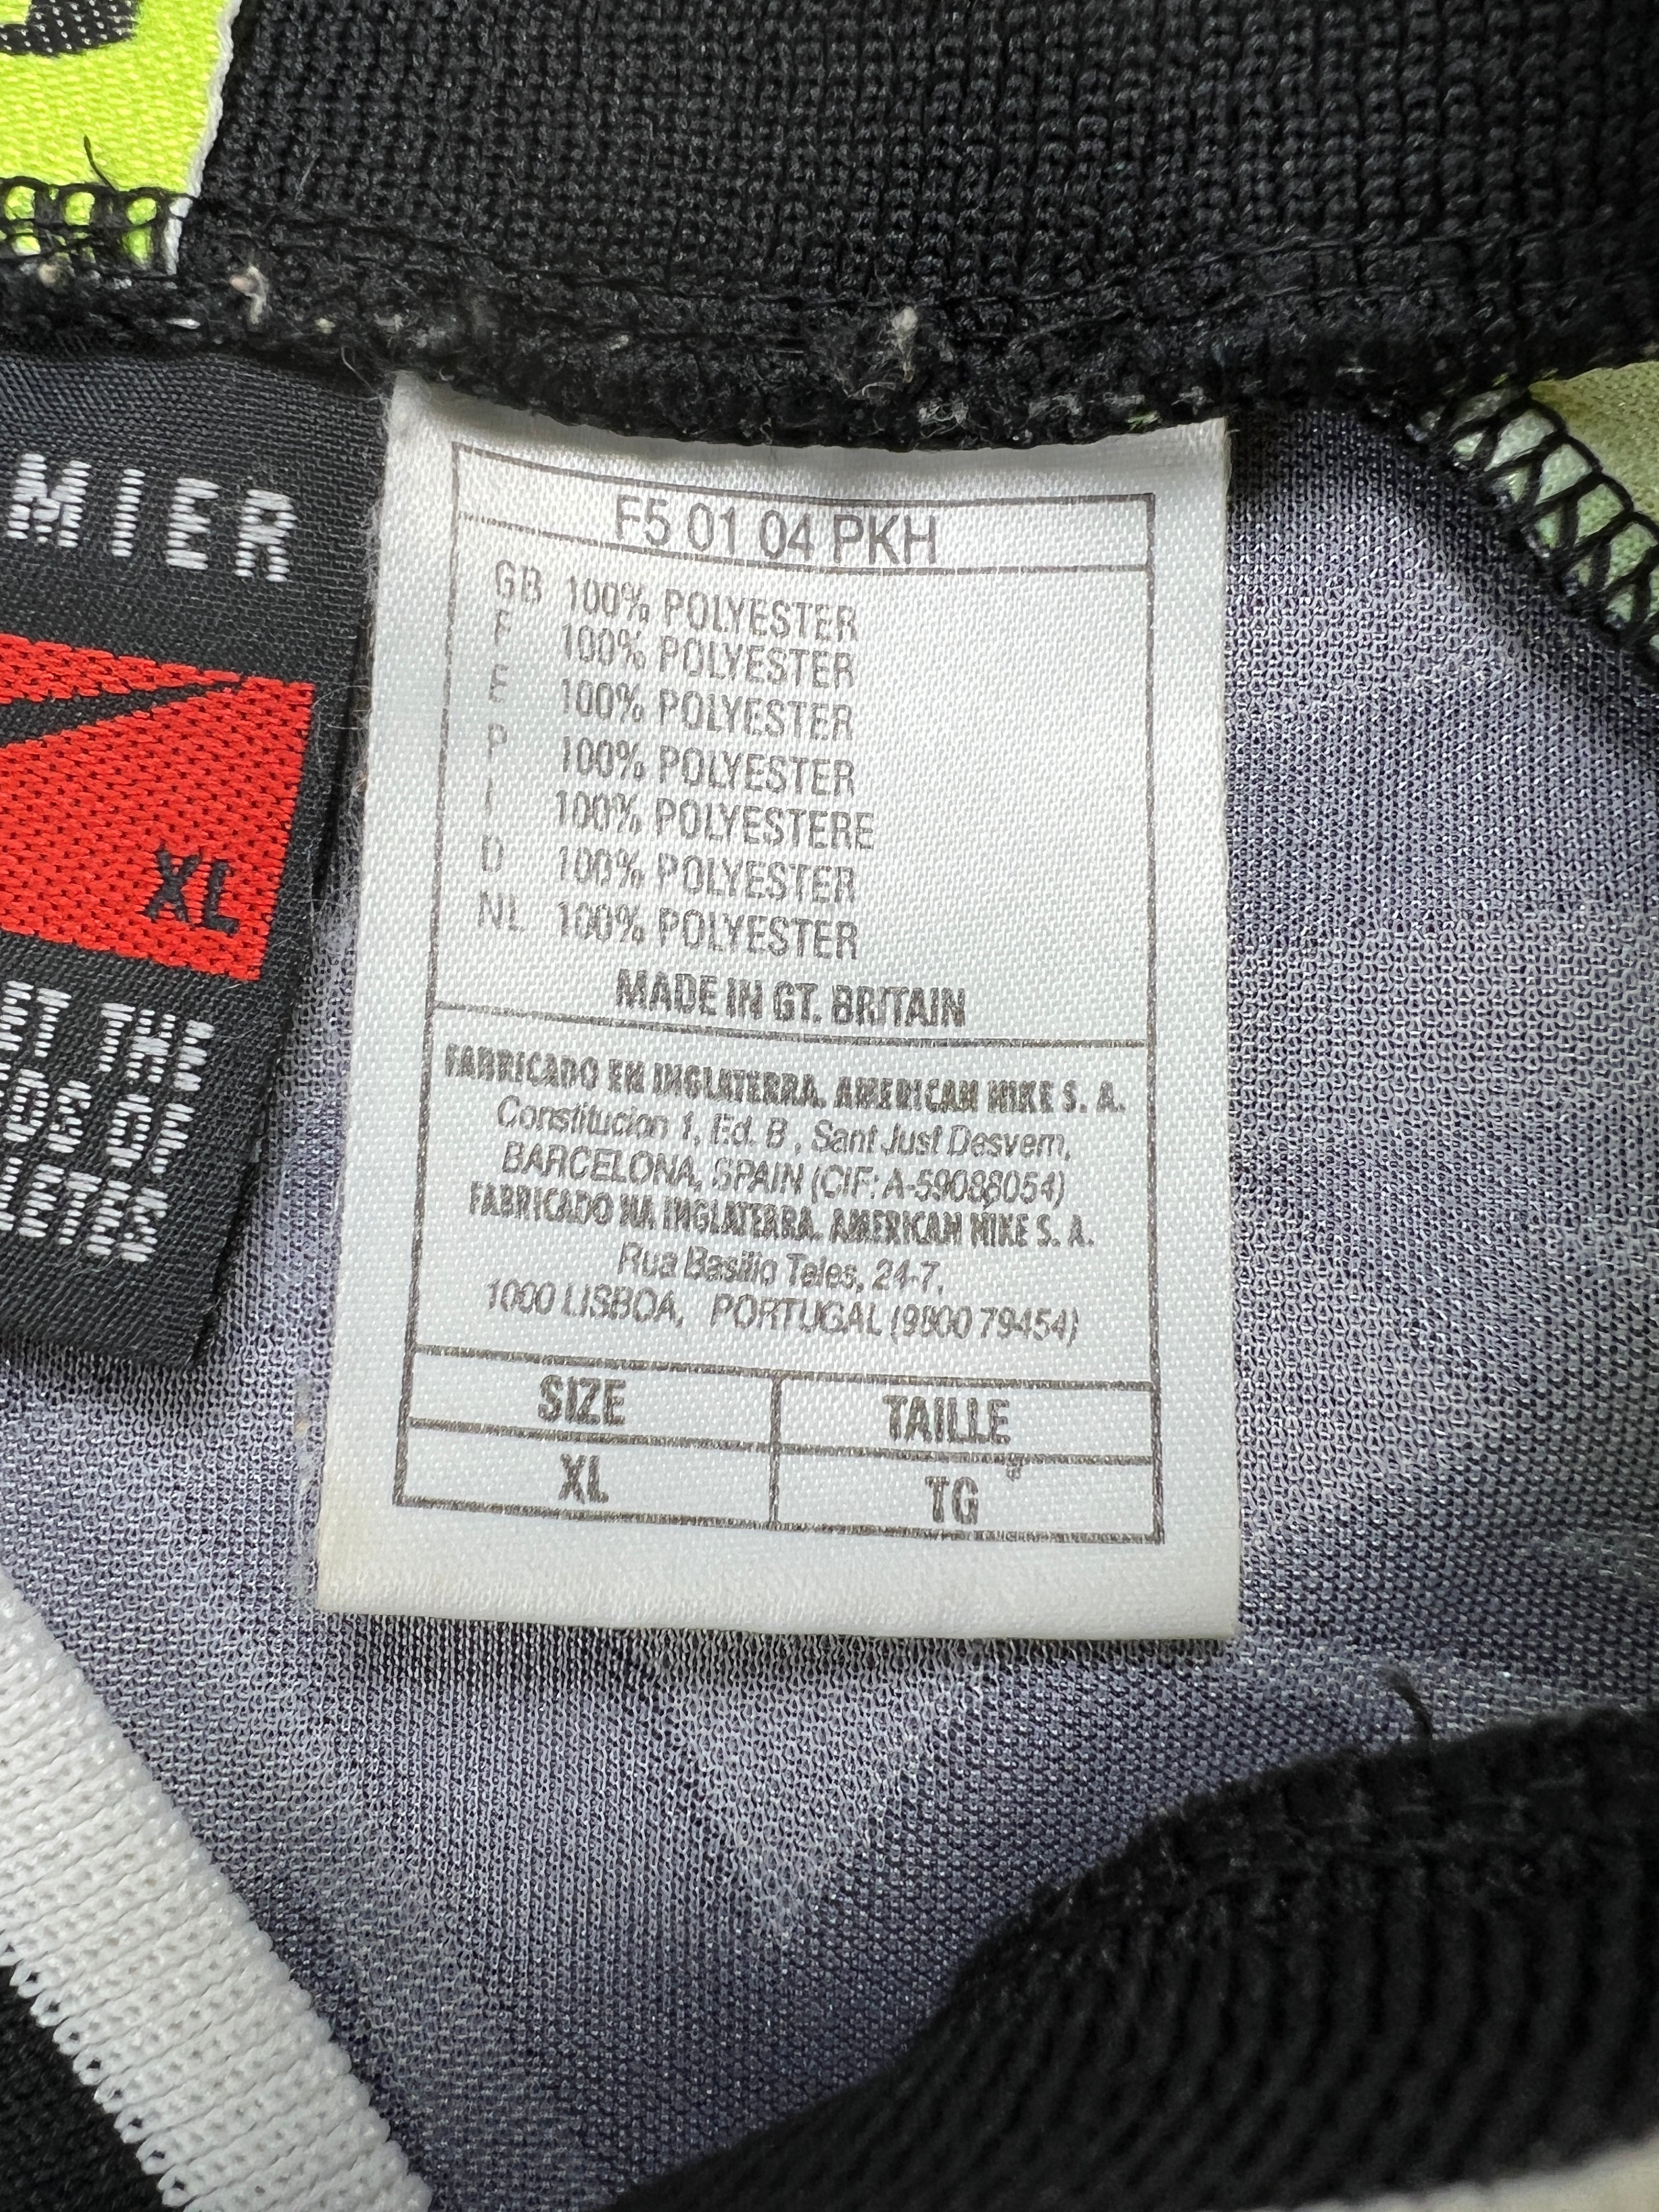 MIER
XL
ET THE
DS OF
LETES
F5 01 04 PKH
GB 100% POLYESTER
F 100% POLYESTER
E 100% POLYESTER
P 100% POLYESTER
I 100% POLYESTERE
D 100% POLYESTER
NL 100% POLYESTER
MADE IN GT. BRITAIN
FABRICADO EN INGLATERRA. AMERICAN NIKE S. A.
Constitucion 1, Ed. B, Sant Just Desvern,
BARCELONA, SPAIN (CIF: A-59088054)
FABRICADO NA INGLATERRA. AMERICAN NIKE S. A.
Rua Basilio Teles, 24-7,
1000 LISBOA, PORTUGAL (9800 79454)
SIZE TAILLE
XL TG